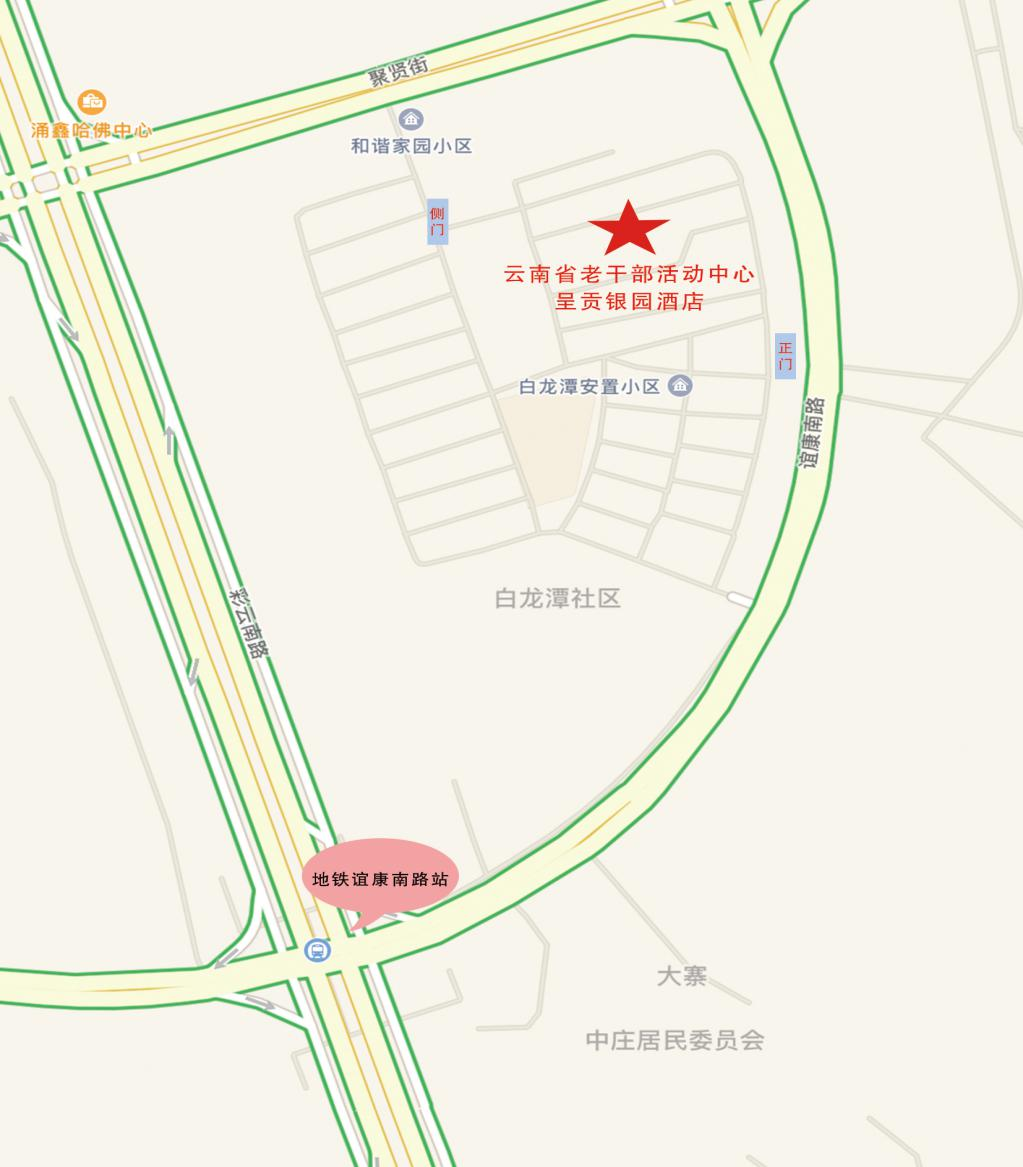 聚贤街
涌鑫哈佛中心
和谐家园小区
侧
门
云南省老干部活动中心
呈贡银园酒店
正
门
白龙潭安置小区
谊康南路
白龙潭社区
彩云南路
地铁谊康南路站
大寨
中庄居民委员会